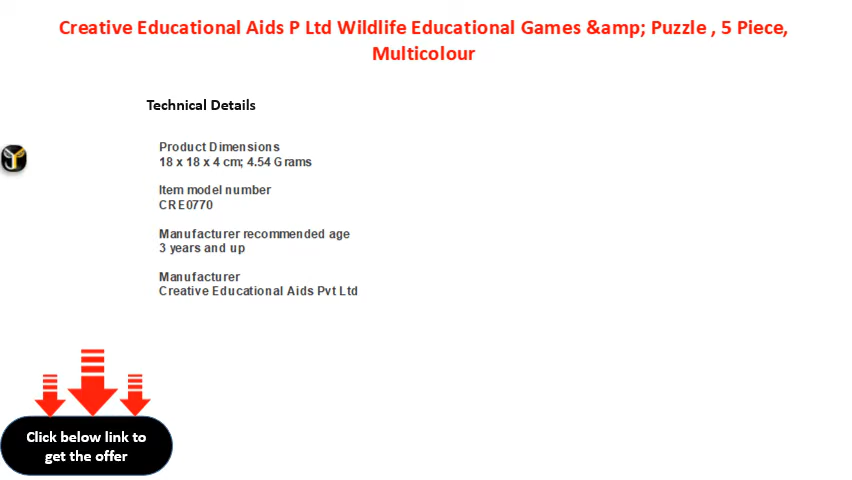 Creative Educational Aids P Ltd Wildlife Educational Games &amp; Puzzle , 5 Piece,
Multicolour
Technical Details
Product Dimensions
18 x 18 x 4 cm; 4.54 Grams
Item model number
CRE0770
Manufacturer recommended age
3 years and up
Manufacturer
Creative Educational Aids Pvt Ltd
Click below link to
get the offer